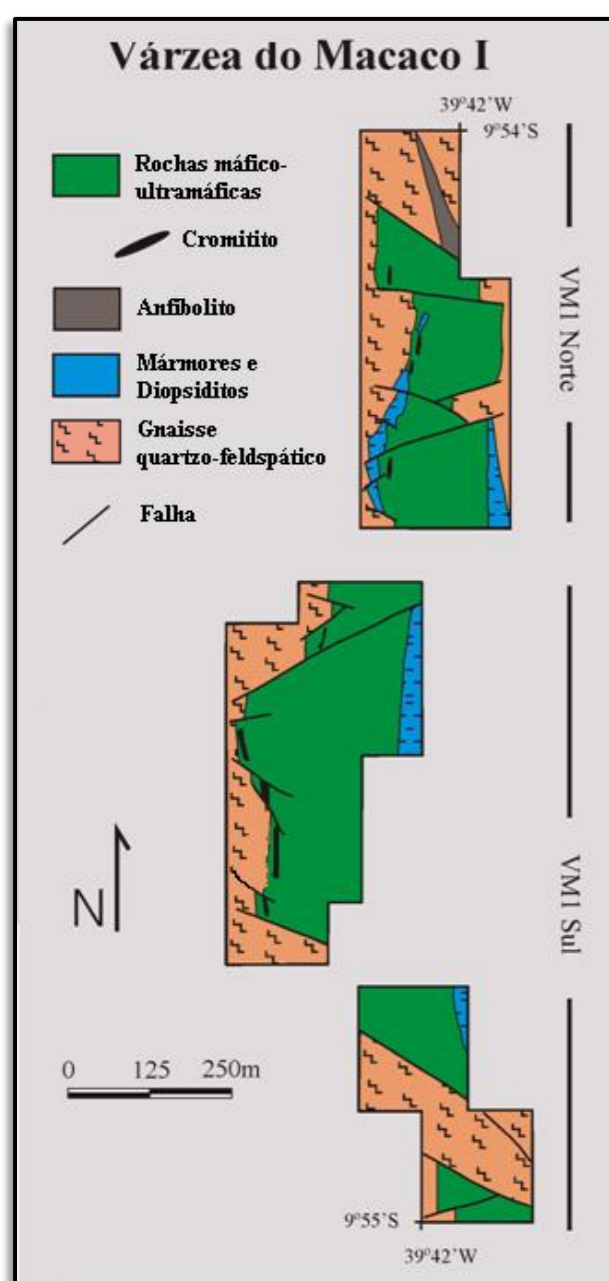 Várzea do Macaco I
39°42'W
9°54'S
Rochas máfico-
ultramáficas
Cromitito
Anfibolito
Mármores e
Diopsiditos
Gnaisse
quartzo-feldspático
Falha
VM1 Norte
VM1 Sul
N
0 125 250m
9°55'S
39°42'W